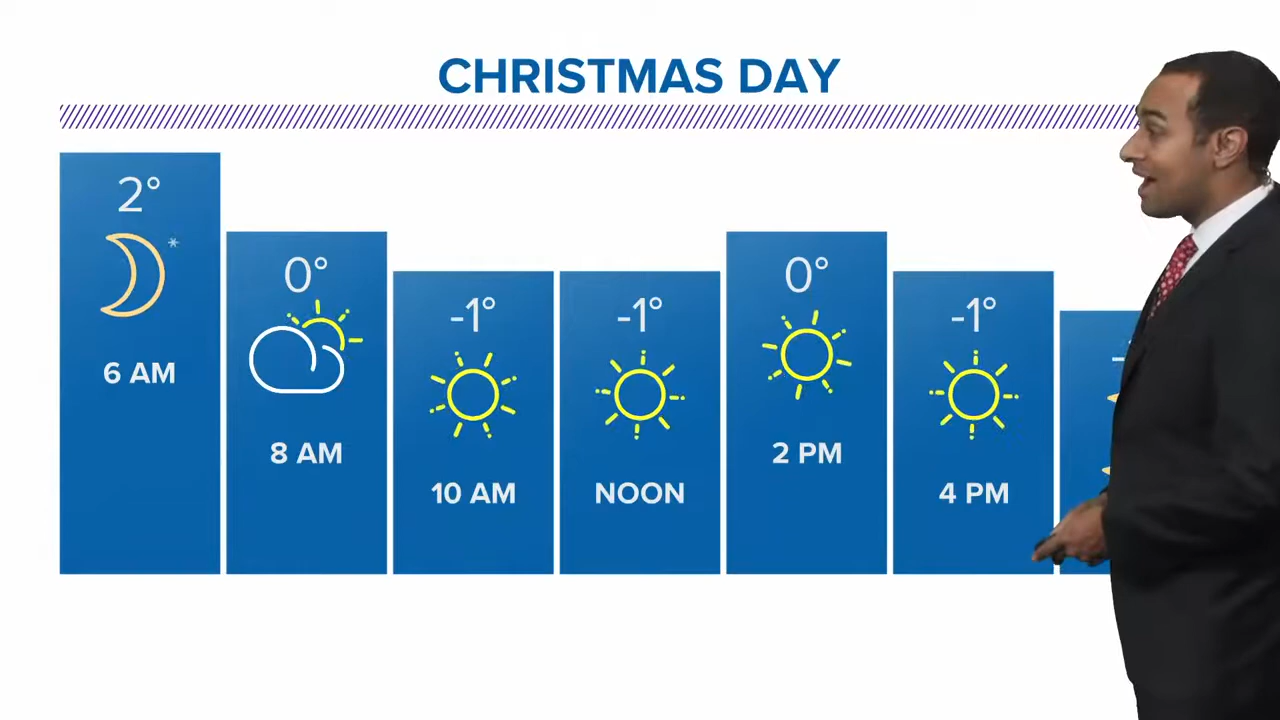 CHRISTMAS DAY
2°
6 AM
0°
8 AM
-1°
10 AM
-1°
NOON
0°
2 PM
-1°
4 PM